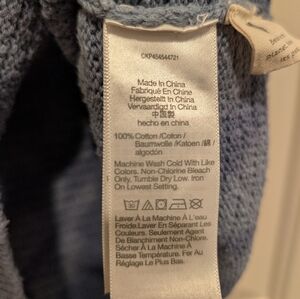 CKP454544721
Made In China
Fabriqué En Chine
Hergestellt In China
Vervaardigd In China
中国製
hecho en china
100% Cotton /Coton /
Baumwolle /Katoen /綿 /
algodón
Machine Wash Cold With Like
Colors. Non-Chlorine Bleach
Only, Tumble Dry Low. Iron
On Lowest Setting.
Laver À La Machine À L'eau
Froide.Laver En Séparant Les
Couleurs. Seulement Agent
De Blanchiment Non-Chloré.
Sécher À La Machine À
Température Basse. Fer Au
Réglage Le Plus Bas.